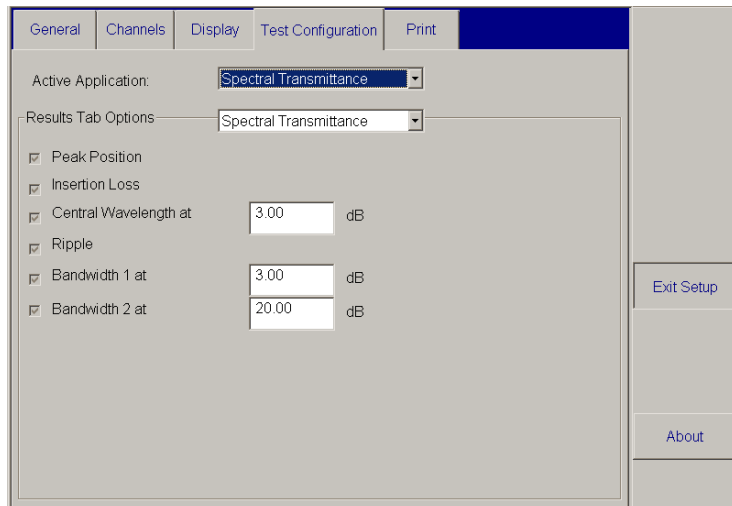 General Channels Display Test Configuration Print
Active Application: Spectral Transmittance
Results Tab Options Spectral Transmittance
Peak Position
Insertion Loss
Central Wavelength at 3.00 dB
Ripple
Bandwidth 1 at 3.00 dB
Exit Setup
Bandwidth 2 at 20.00 dB
About